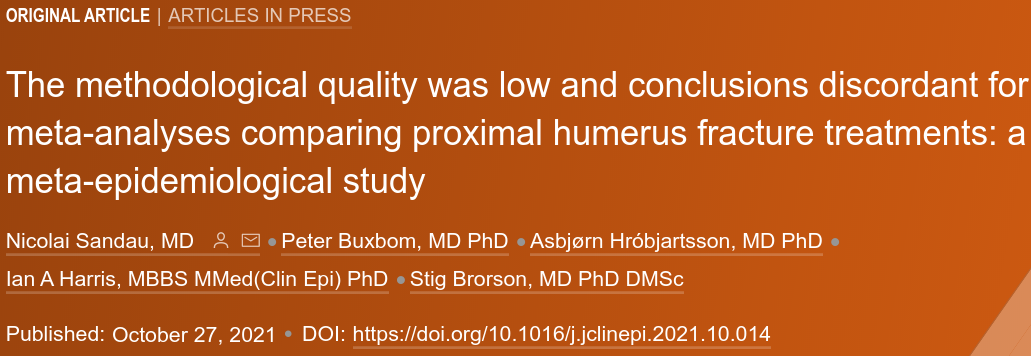 ORIGINAL ARTICLE | ARTICLES IN PRESS
The methodological quality was low and conclusions discordant for
meta-analyses comparing proximal humerus fracture treatments: a
meta-epidemiological study
Nicolai Sandau, MD • Peter Buxbom, MD PhD • Asbjørn Hróbjartsson, MD PhD •
Ian A Harris, MBBS MMed(Clin Epi) PhD • Stig Brorson, MD PhD DMSc
Published: October 27, 2021 • DOI: https://doi.org/10.1016/j.jclinepi.2021.10.014